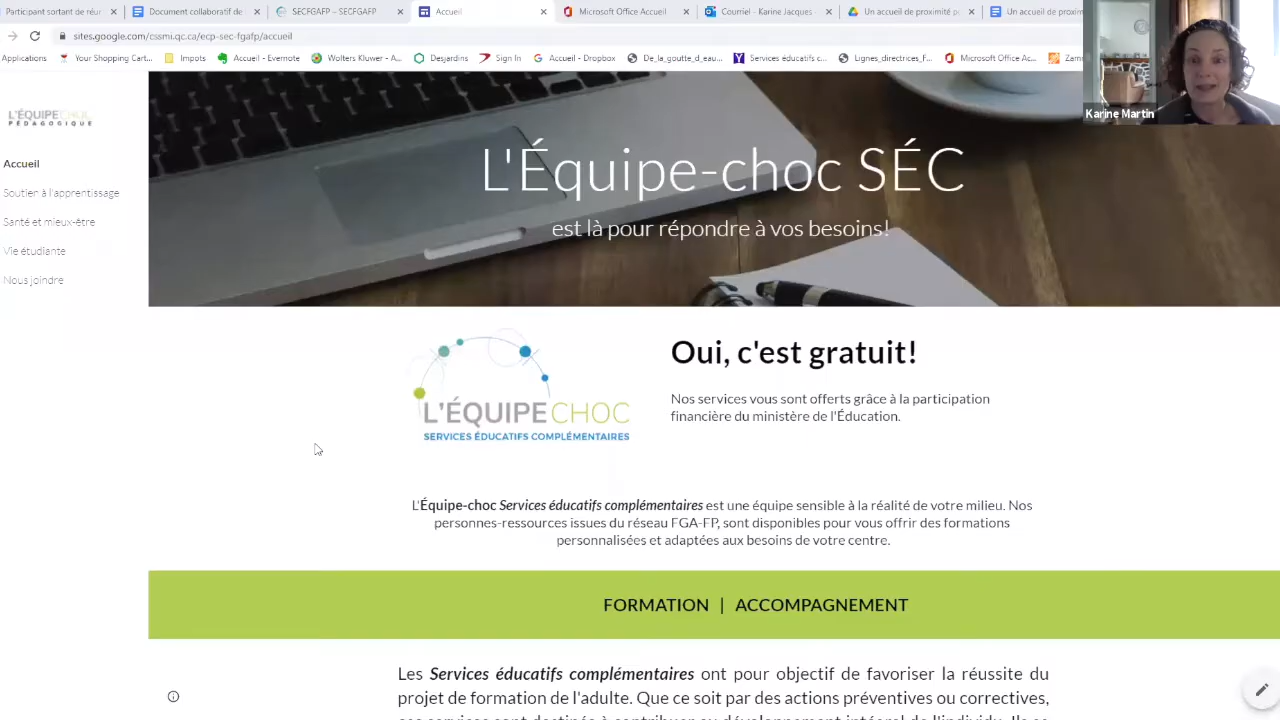 Participant sortant de réur
Document collaboratif de
SECFGAFP – SECFGAFP
Accueil
Microsoft Office Accueil
Courriel - Karine Jacques -
Un accueil de proximité po
Un accueil de proxim
sites.google.com/cssmi.qc.ca/ecp-sec-fgafp/accueil
Applications
Your Shopping Cart...
Impots
Accueil - Evernote
Wolters Kluwer - A...
Desjardins
Sign In
Accueil - Dropbox
De_la_goutte_d_eau...
Services éducatifs c...
Lignes_directrices_F...
Microsoft Office Ac...
Karine Martin
L'ÉQUIPECHOC
PÉDAGOGIQUE
Accueil
Soutien à l'apprentissage
Santé et mieux-être
Vie étudiante
Nous joindre
L'Équipe-choc SÉC
est là pour répondre à vos besoins!
L'ÉQUIPECHOC
SERVICES ÉDUCATIFS COMPLÉMENTAIRES
Oui, c'est gratuit!
Nos services vous sont offerts grâce à la participation
financière du ministère de l'Éducation.
L'Équipe-choc Services éducatifs complémentaires est une équipe sensible à la réalité de votre milieu. Nos
personnes-ressources issues du réseau FGA-FP, sont disponibles pour vous offrir des formations
personnalisées et adaptées aux besoins de votre centre.
FORMATION | ACCOMPAGNEMENT
Les Services éducatifs complémentaires ont pour objectif de favoriser la réussite du
projet de formation de l'adulte. Que ce soit par des actions préventives ou correctives,